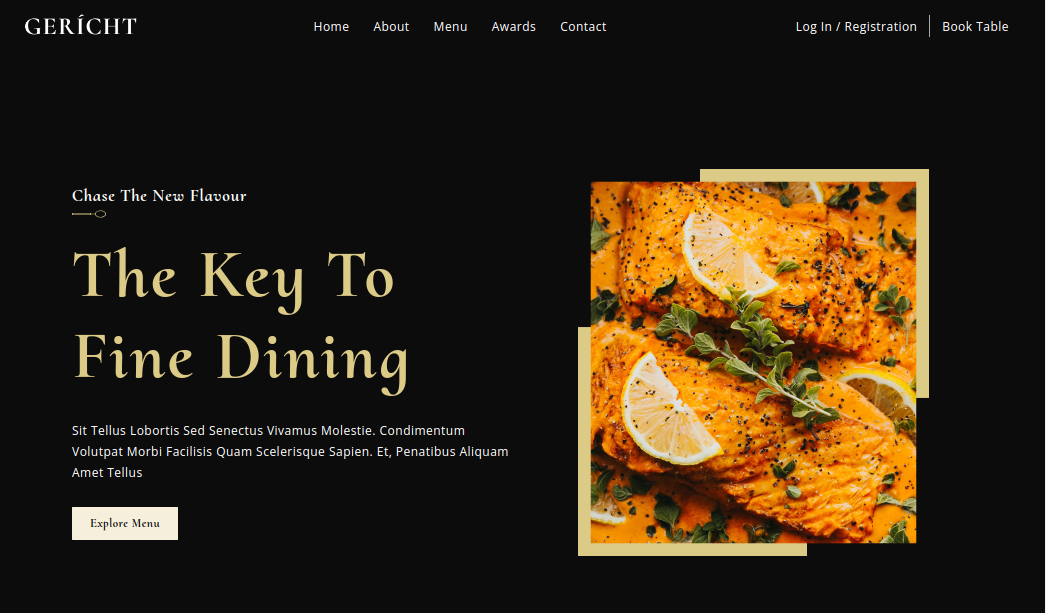 GERÍCHT
Home About Menu Awards Contact
Log In / Registration Book Table
Chase The New Flavour
The Key To
Fine Dining
Sit Tellus Lobortis Sed Senectus Vivamus Molestie. Condimentum
Volutpat Morbi Facilisis Quam Scelerisque Sapien. Et, Penatibus Aliquam
Amet Tellus
Explore Menu